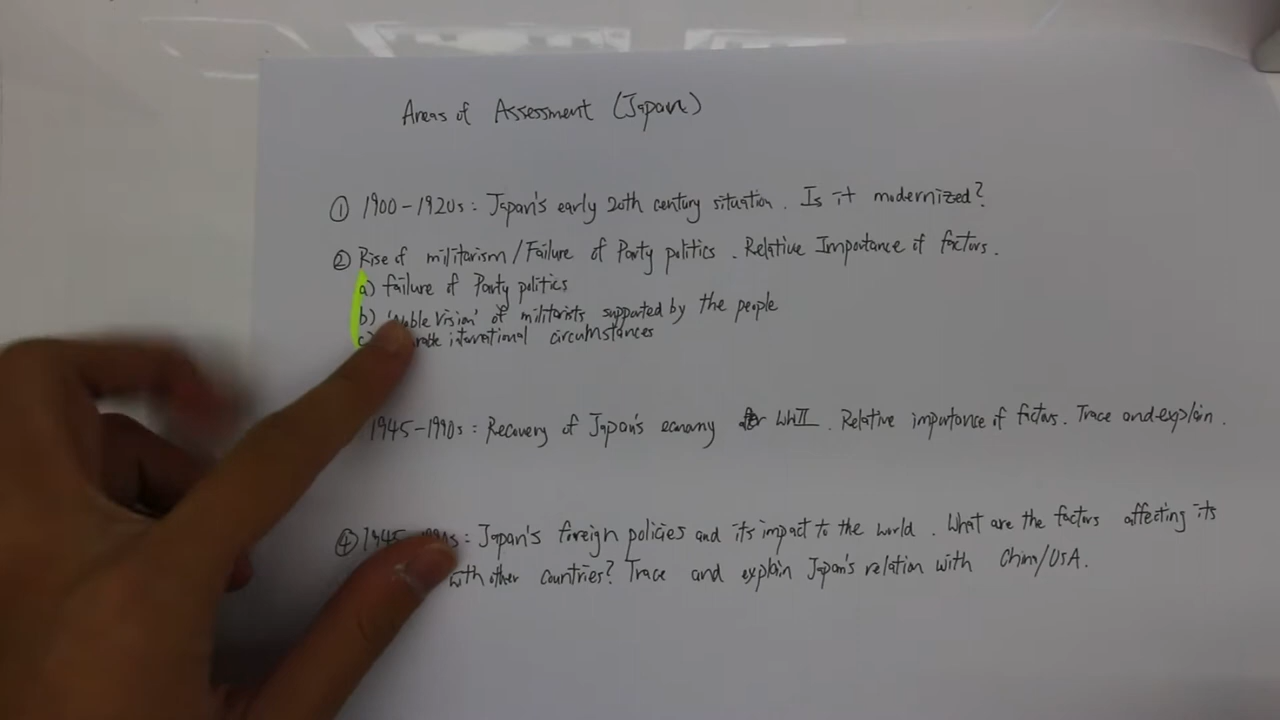 Areas of Assessment (Japan)
① 1900-1920s: Japan's early 20th century situation. Is it modernized?
② Rise of militarism / Failure of Party politics. Relative Importance of factors.
a) failure of Party politics
b) 'Noble Vision' of militarists supported by the people
c) circumstances
1945-1990s: Recovery of Japan's economy after WWII. Relative importance of factors. Trace and explain.
④ 1945-1990s: Japan's foreign policies and its impact to the world. What are the factors affecting its
with other countries? Trace and explain Japan's relation with China/USA.